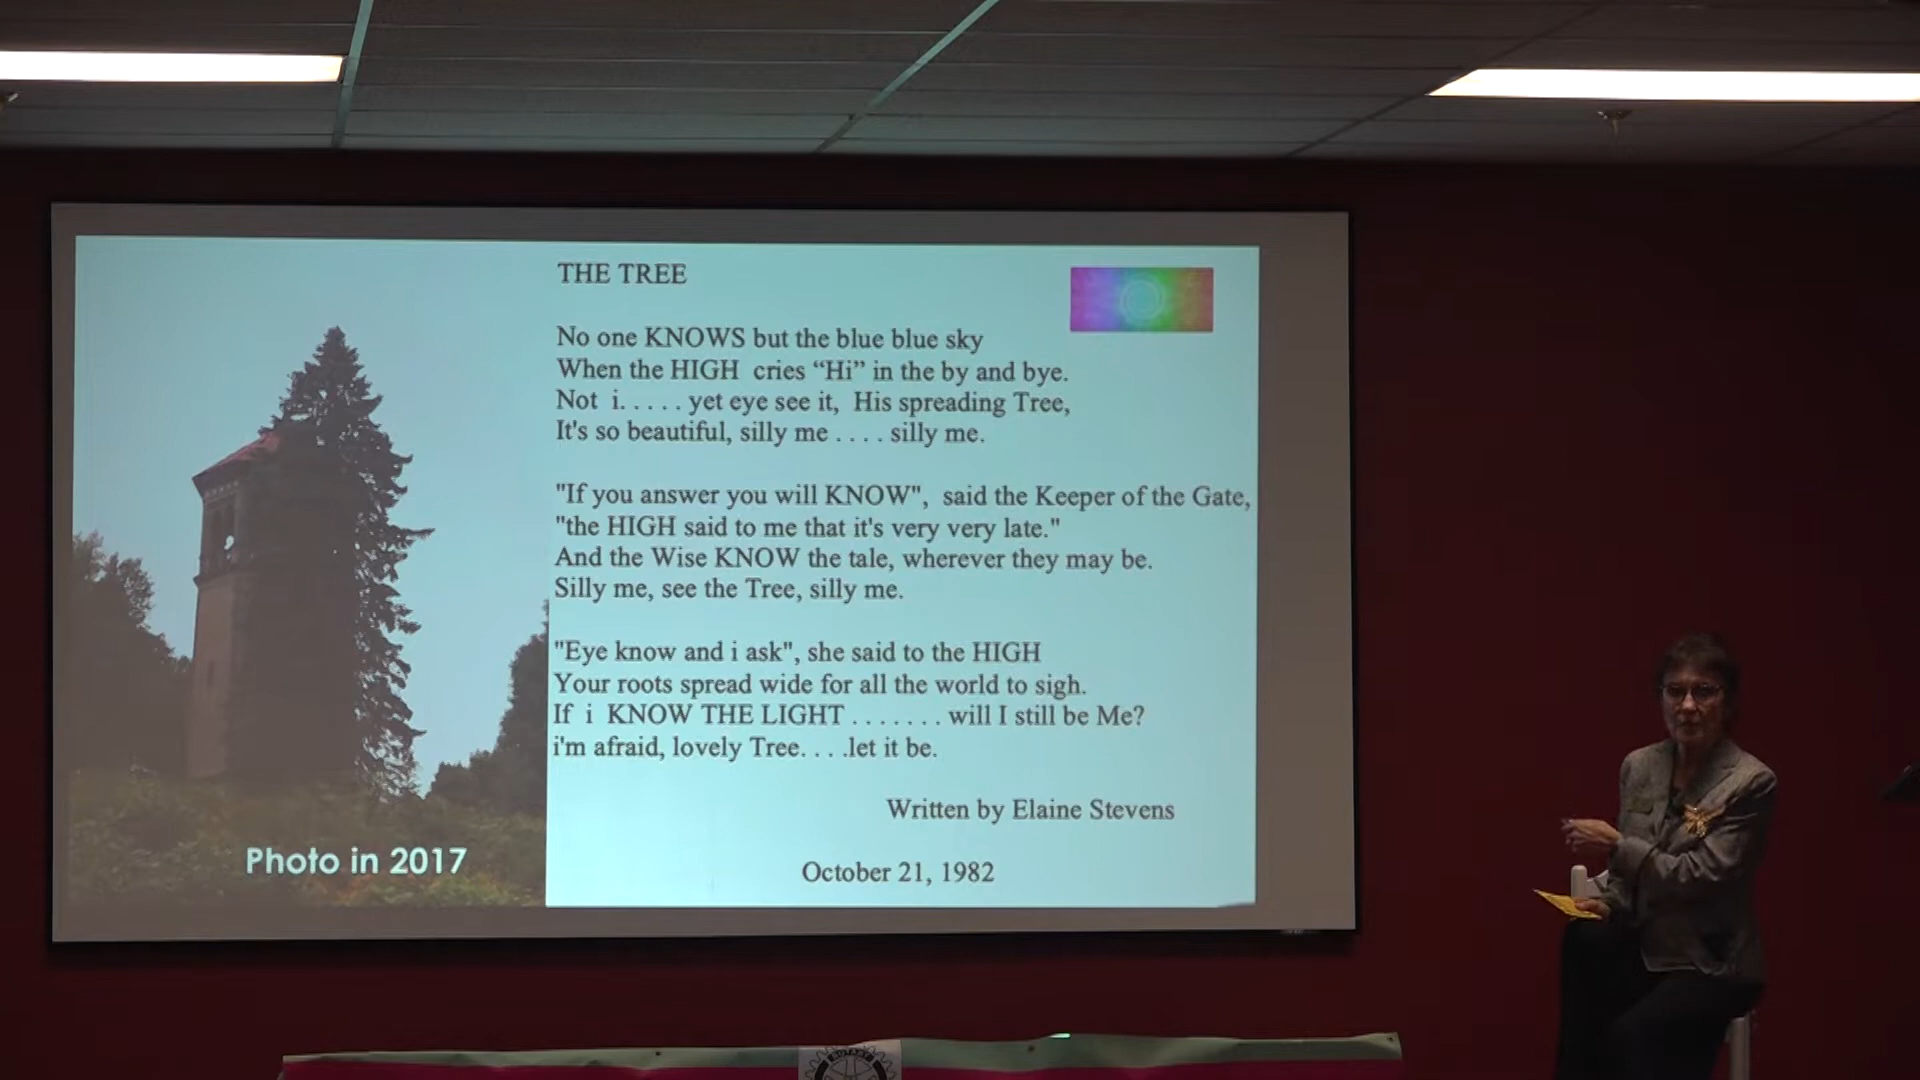 THE TREE
No one KNOWS but the blue blue sky
When the HIGH cries “Hi” in the by and bye.
Not i. . . . . yet eye see it, His spreading Tree,
It's so beautiful, silly me . . . . silly me.
"If you answer you will KNOW", said the Keeper of the Gate,
"the HIGH said to me that it's very very late."
And the Wise KNOW the tale, wherever they may be.
Silly me, see the Tree, silly me.
"Eye know and i ask", she said to the HIGH
Your roots spread wide for all the world to sigh.
If i KNOW THE LIGHT . . . . . . . will I still be Me?
i'm afraid, lovely Tree. . . .let it be.
Written by Elaine Stevens
October 21, 1982
Photo in 2017
ROTARY